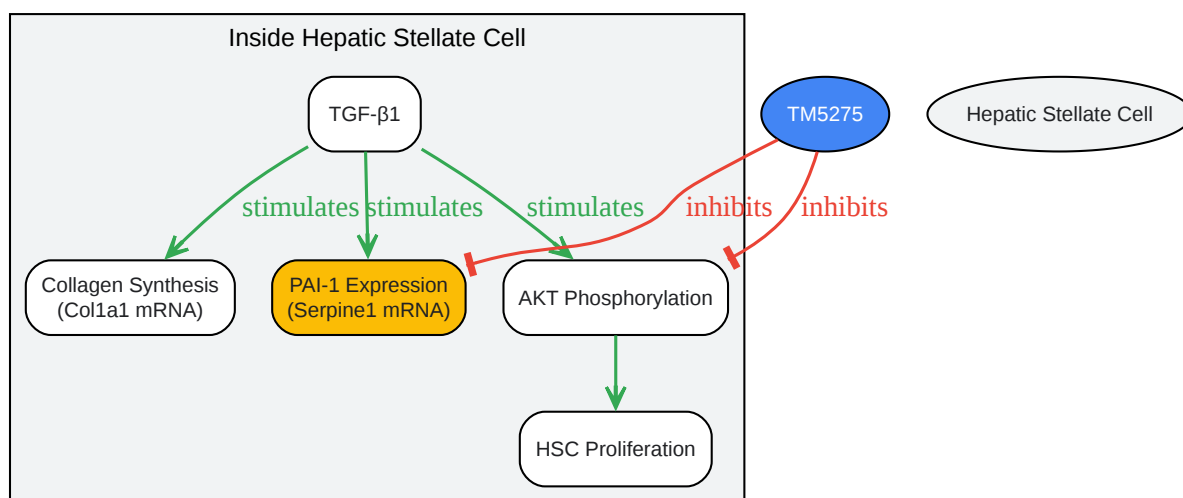 Inside Hepatic Stellate Cell
TGF-β1
TM5275
Hepatic Stellate Cell
stimulates
stimulates
stimulates
inhibits
inhibits
Collagen Synthesis
(Col1a1 mRNA)
PAI-1 Expression
(Serpine1 mRNA)
AKT Phosphorylation
HSC Proliferation